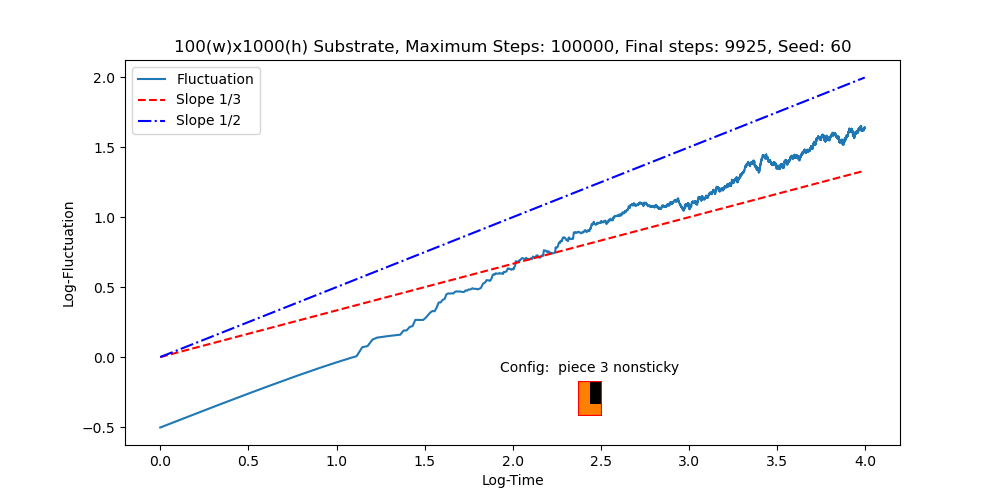 100(w)x1000(h) Substrate, Maximum Steps: 100000, Final steps: 9925, Seed: 60
Fluctuation
Slope 1/3
Slope 1/2
2.0
1.5
1.0
0.5
0.0
−0.5
Log-Fluctuation
Config:  piece 3 nonsticky
0.0 0.5 1.0 1.5 2.0 2.5 3.0 3.5 4.0
Log-Time